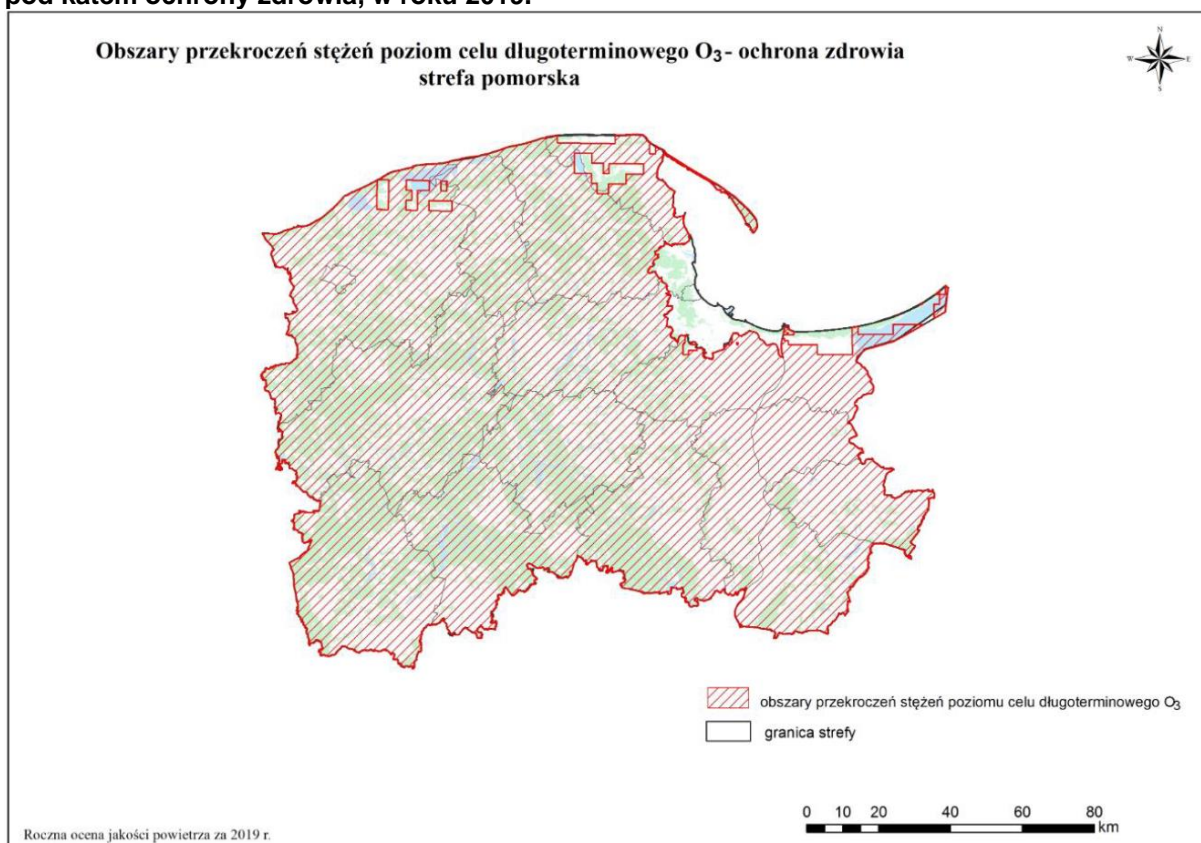 pod kątem ochrony zdrowia, w roku 2019.
Obszary przekroczeń stężeń poziom celu długoterminowego O₃- ochrona zdrowia
strefa pomorska
N
W E
S
obszary przekroczeń stężeń poziomu celu długoterminowego O₃
granica strefy
0 10 20 40 60 80
km
Roczna ocena jakości powietrza za 2019 r.